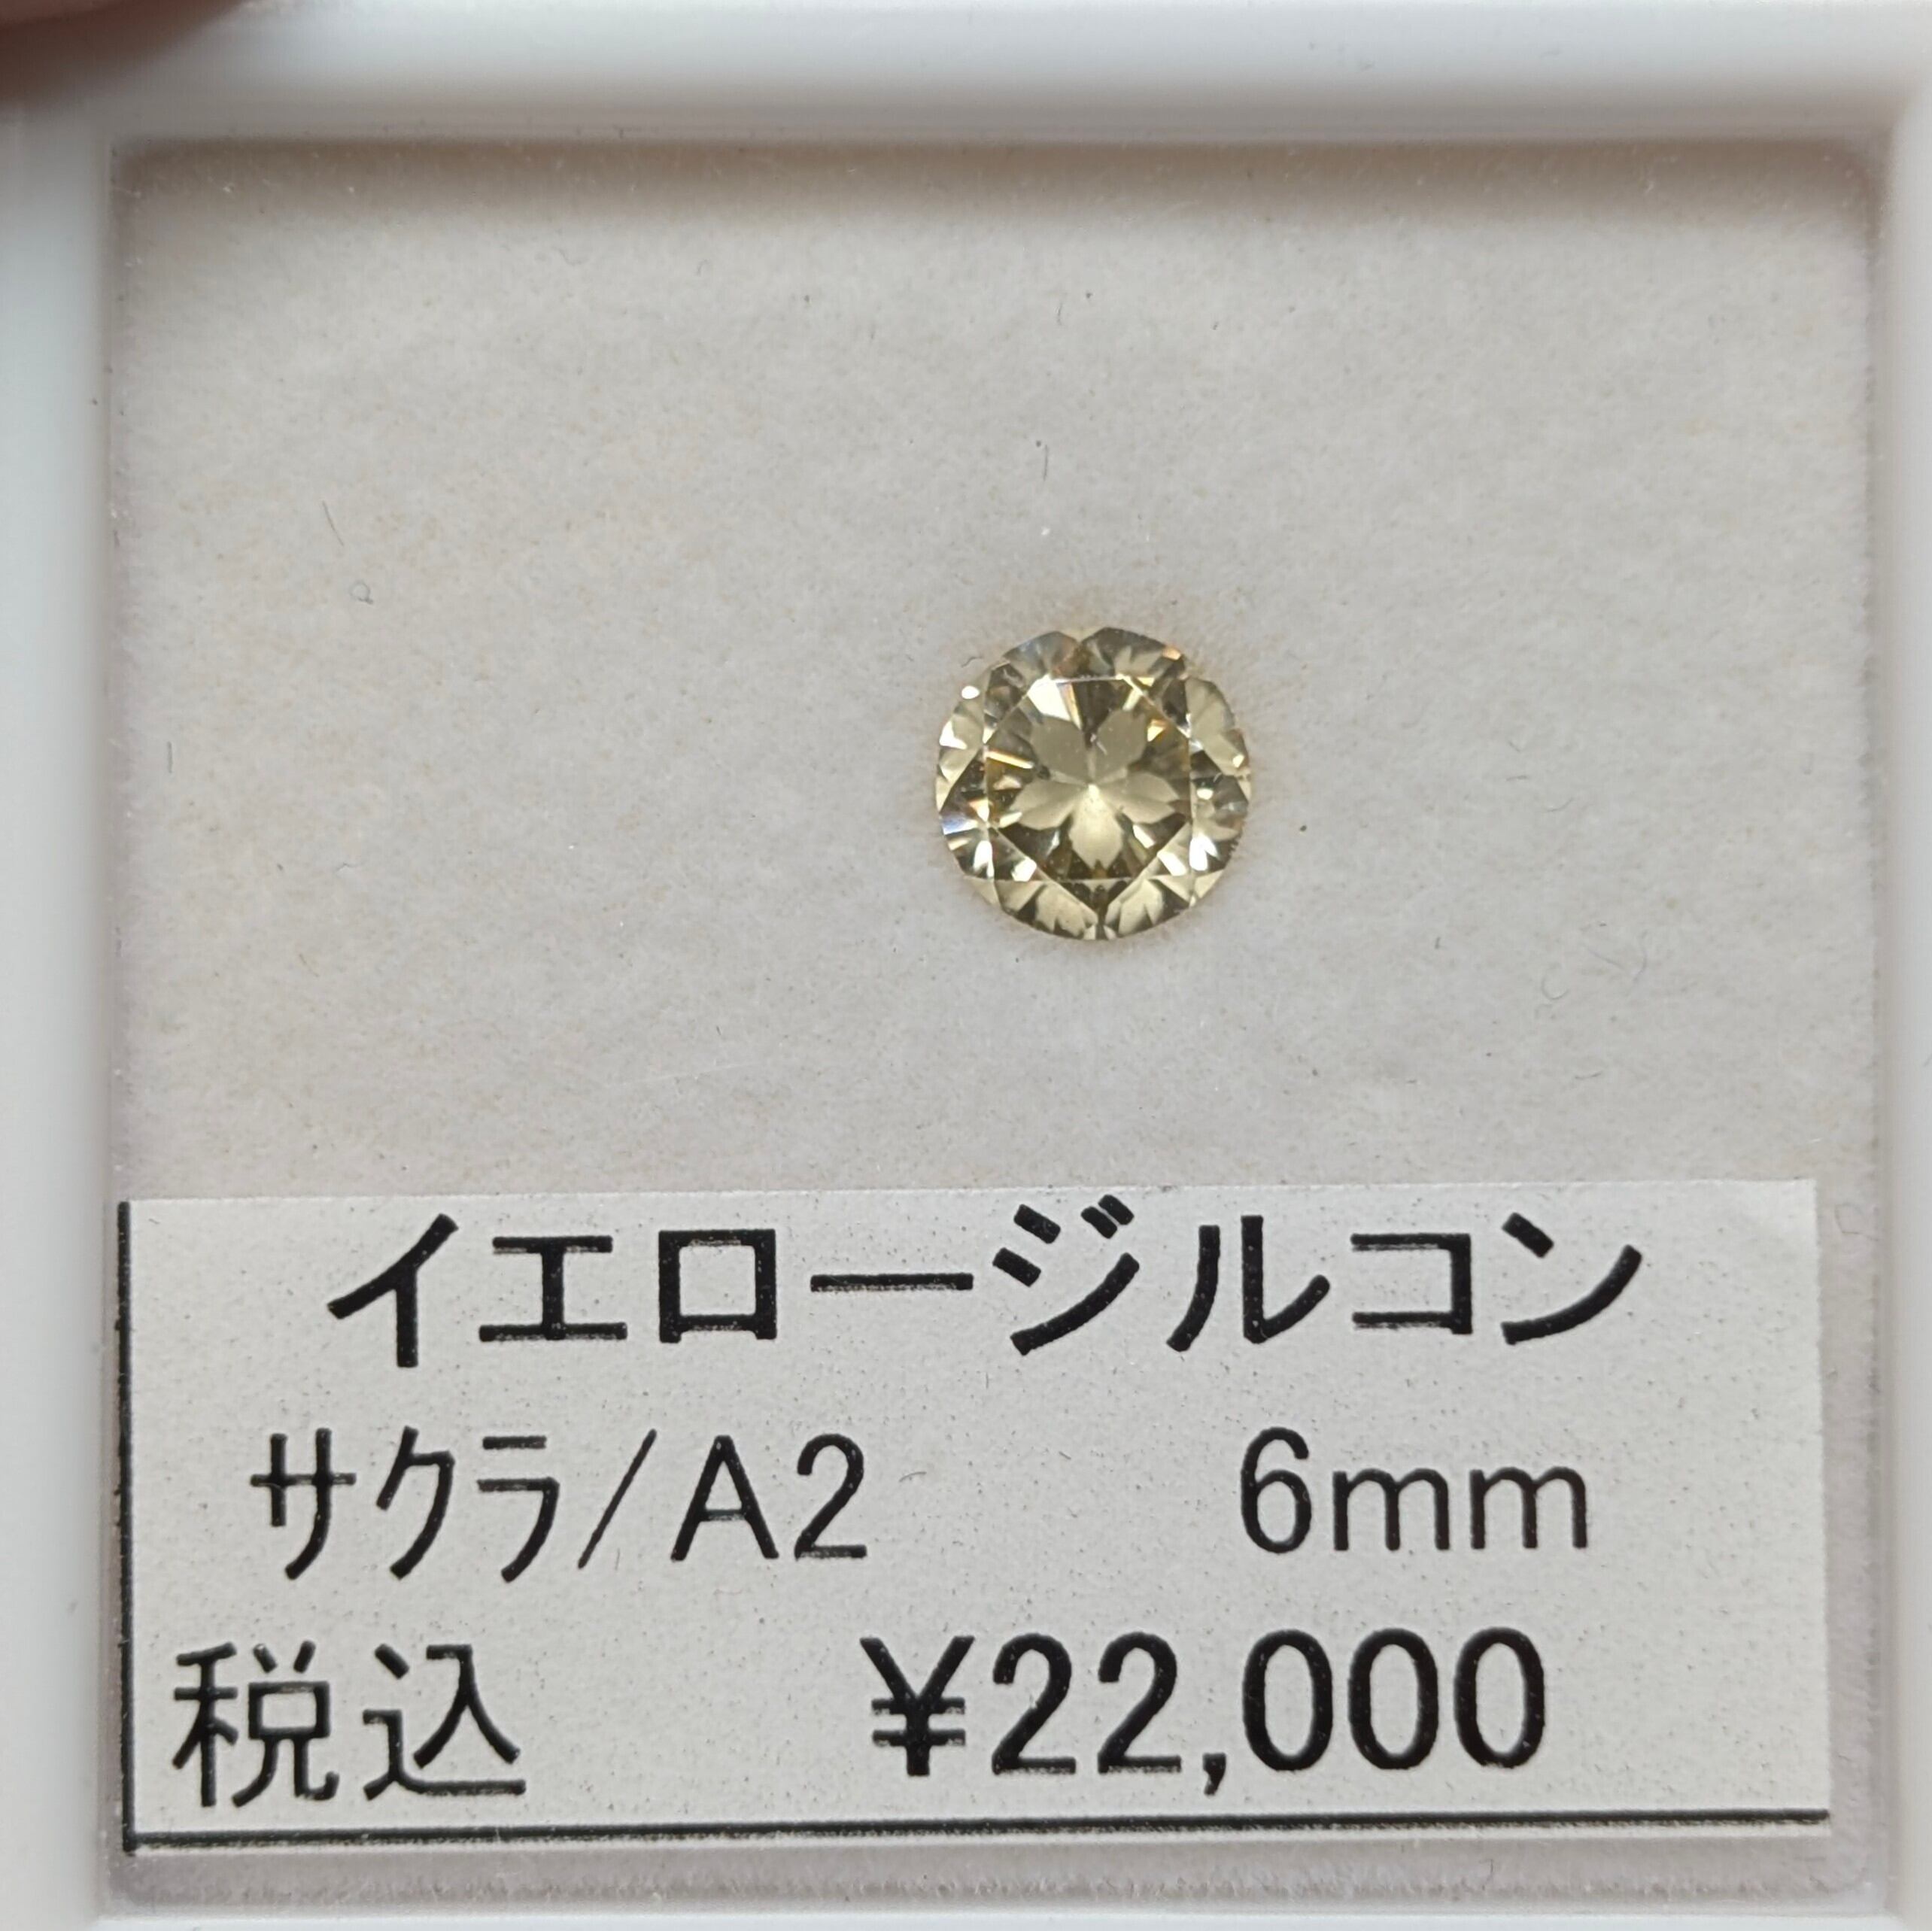 イエロージルコン
サクラ/A2 6mm
税込 ¥22,000